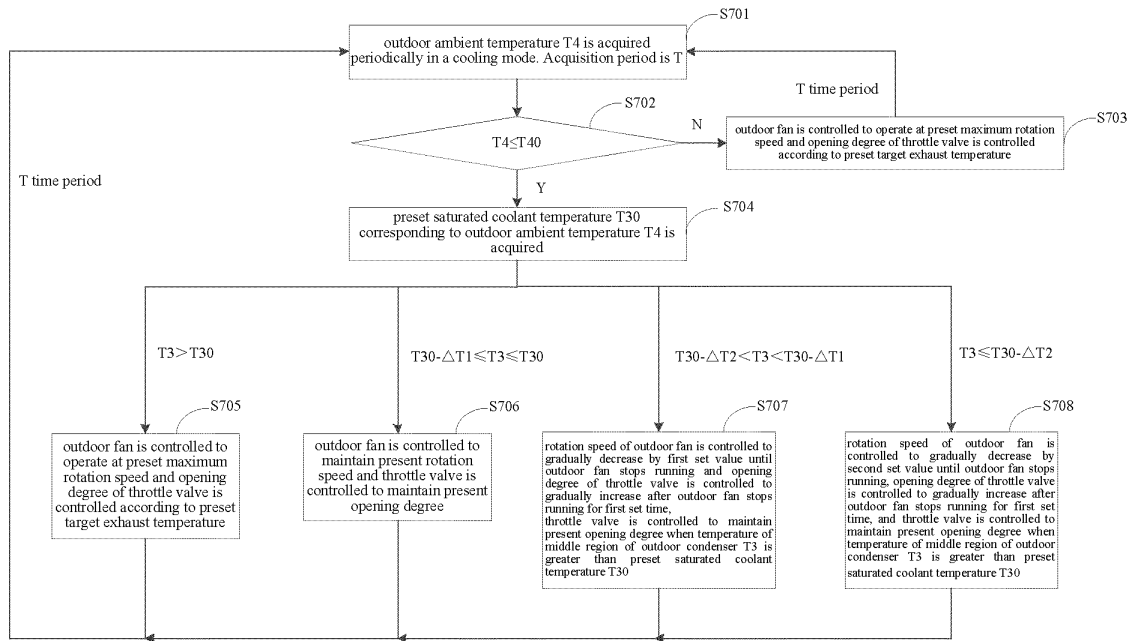 S701
outdoor ambient temperature T4 is acquired
periodically in a cooling mode. Acquisition period is T
T time period
S702
T4≤T40
N
S703
outdoor fan is controlled to operate at preset maximum rotation
speed and opening degree of throttle valve is controlled
according to preset target exhaust temperature
T time period
Y
S704
preset saturated coolant temperature T30
corresponding to outdoor ambient temperature T4 is
acquired
T3>T30
T30-△T1≤T3≤T30
T30-△T2<T3<T30-△T1
T3≤T30-△T2
S705
outdoor fan is controlled to
operate at preset maximum
rotation speed and opening
degree of throttle valve is
controlled according to preset
target exhaust temperature
S706
outdoor fan is controlled to
maintain present rotation
speed and throttle valve is
controlled to maintain present
opening degree
S707
rotation speed of outdoor fan is controlled to
gradually decrease by first set value until
outdoor fan stops running and opening
degree of throttle valve is controlled to
gradually increase after outdoor fan stops
running for first set time,
throttle valve is controlled to maintain
present opening degree when temperature of
middle region of outdoor condenser T3 is
greater than preset saturated coolant
temperature T30
S708
rotation speed of outdoor fan is
controlled to gradually decrease by
second set value until outdoor fan stops
running, opening degree of throttle valve
is controlled to gradually increase after
outdoor fan stops running for first set
time, and throttle valve is controlled to
maintain present opening degree when
temperature of middle region of outdoor
condenser T3 is greater than preset
saturated coolant temperature T30